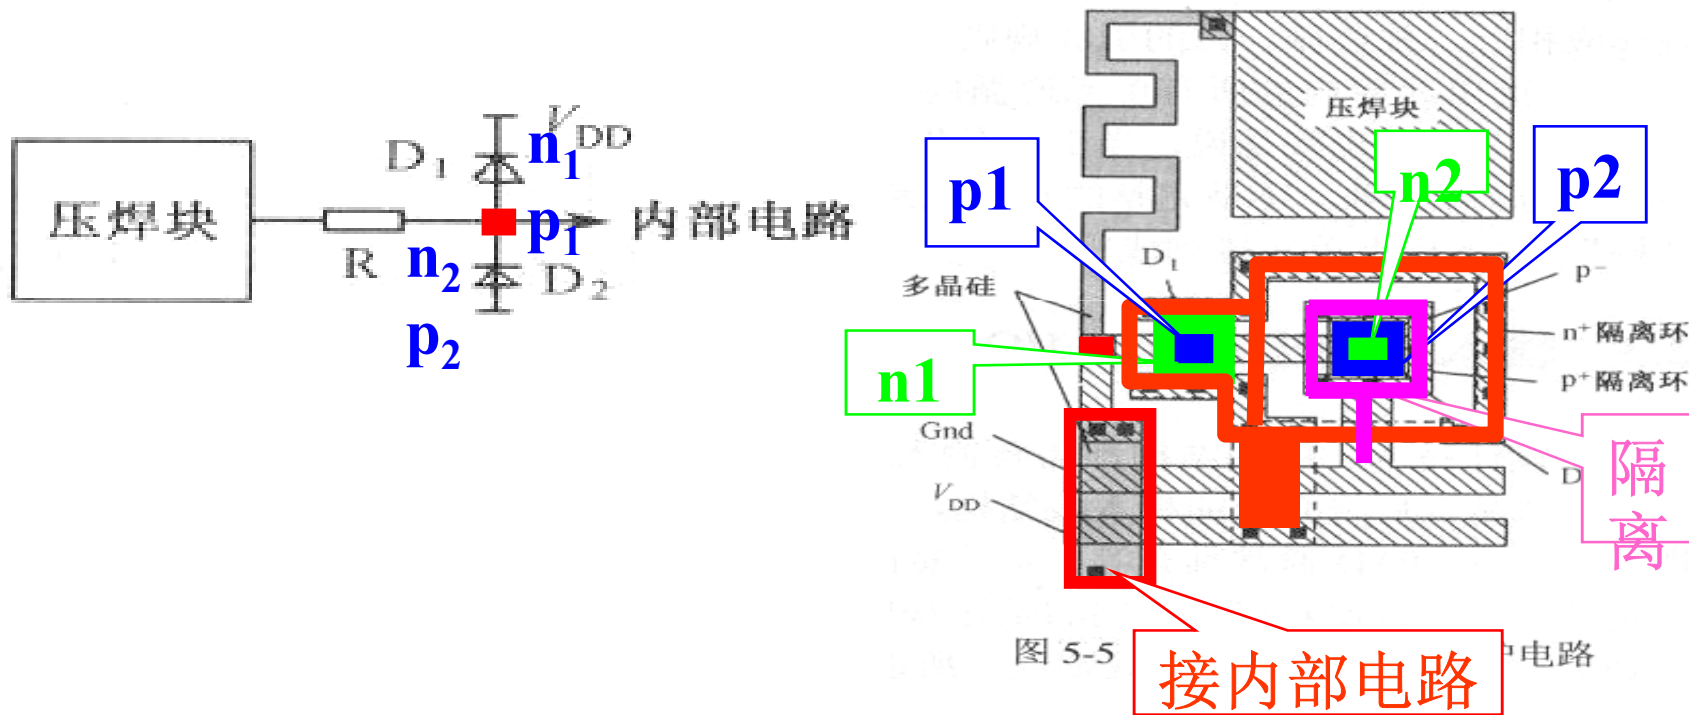 V
DD
n1
D1
压焊块
p1
内部电路
R
n2
D2
p2
压焊块
p1
n2
p2
D1
p⁻
多晶硅
n⁺隔离环
n1
p⁺隔离环
Gnd
D
隔
离
VDD
图 5-5
电路
接内部电路